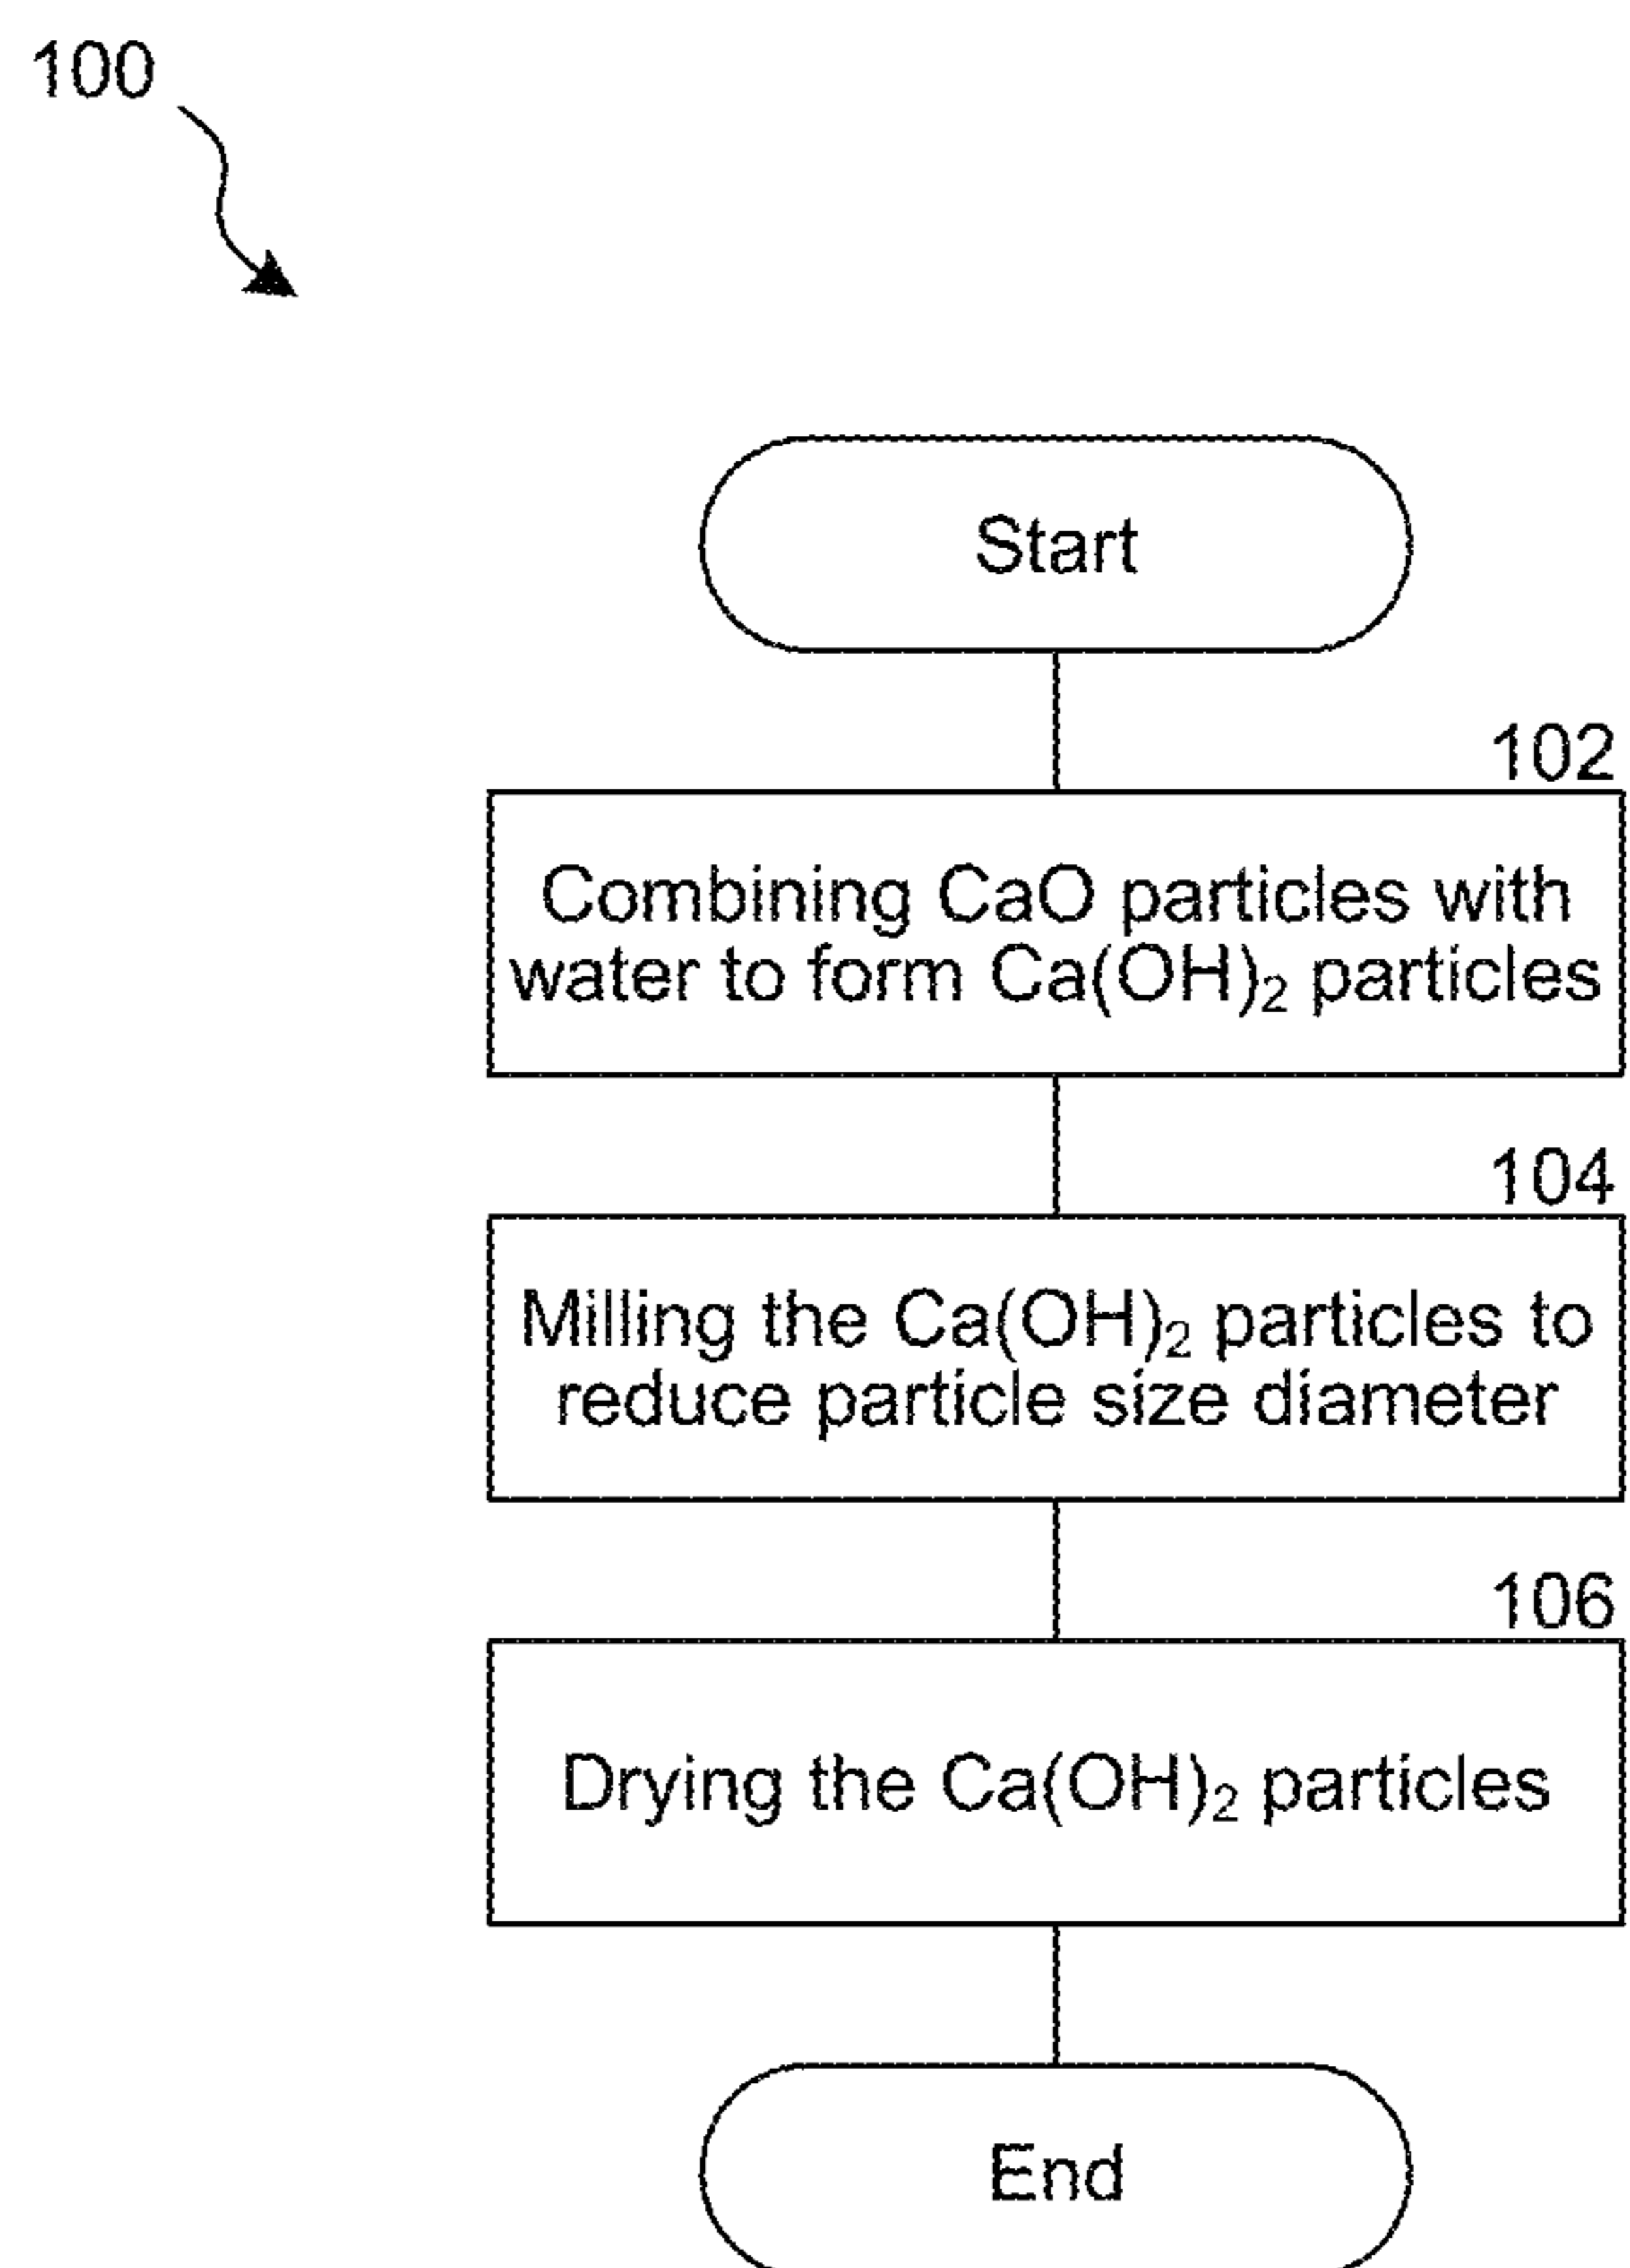 100
Start
102
Combining CaO particles with
water to form Ca(OH)₂ particles
104
Milling the Ca(OH)₂ particles to
reduce particle size diameter
106
Drying the Ca(OH)₂ particles
End